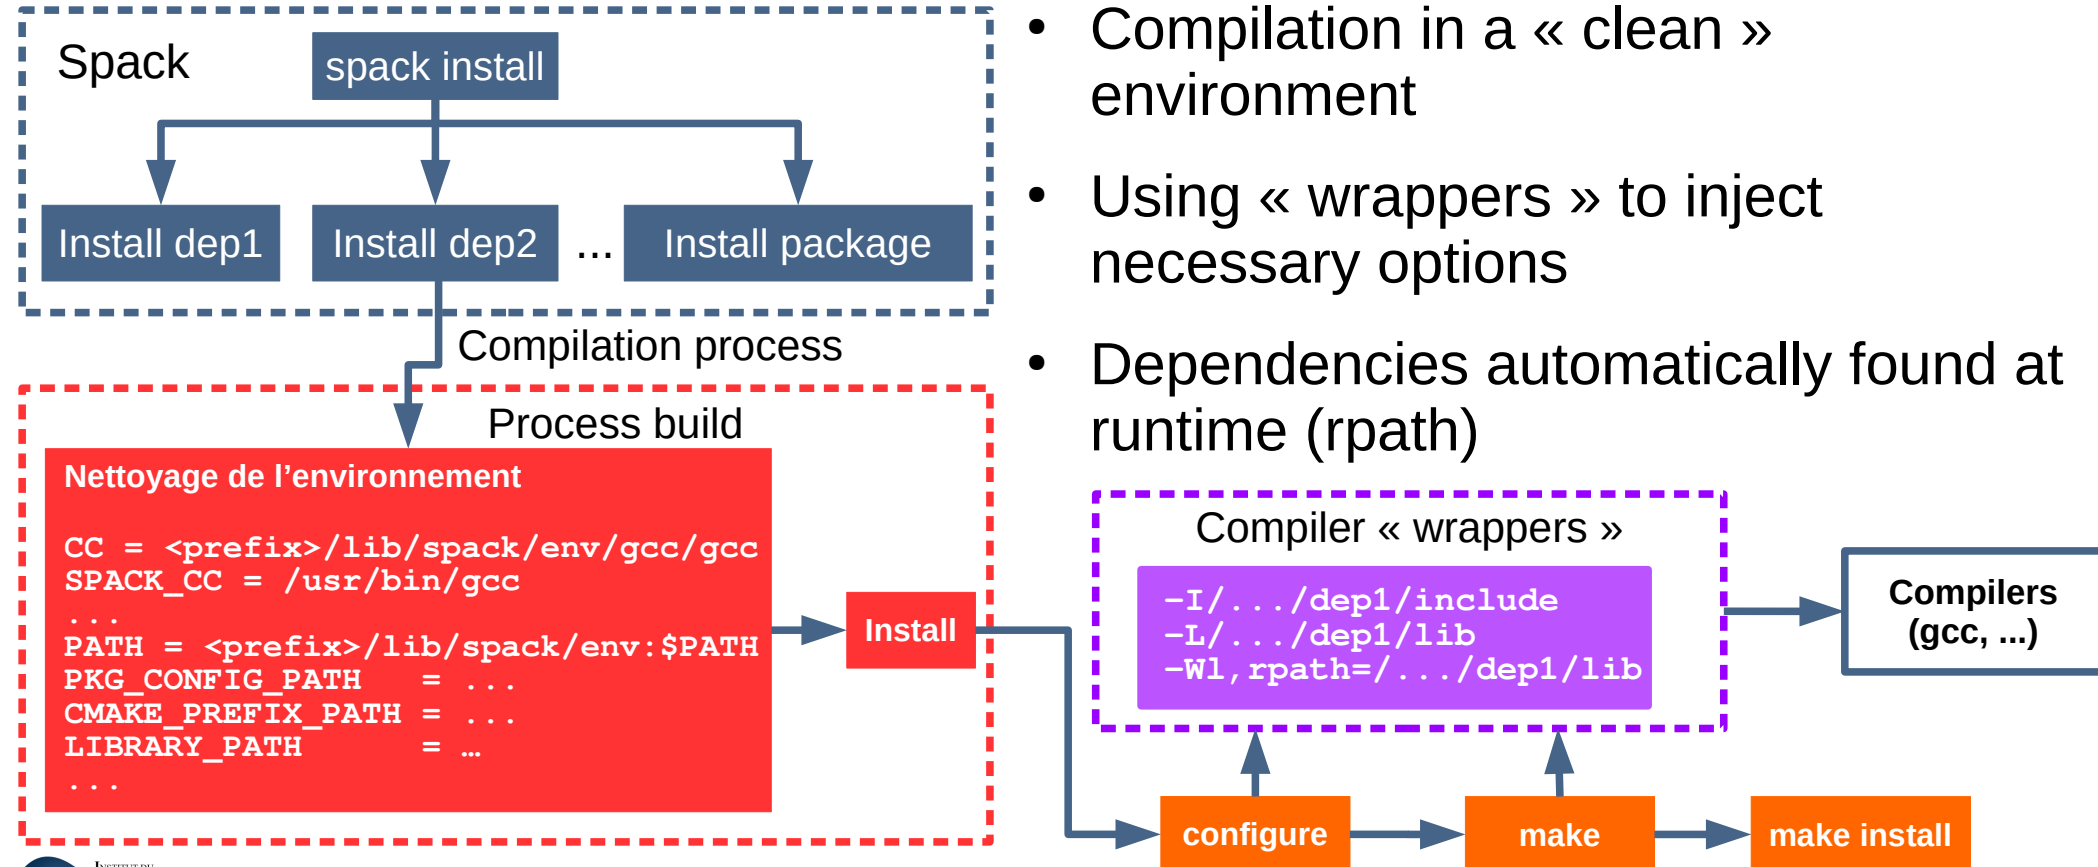 Spack
spack install
Install dep1
Install dep2
...
Install package
Compilation process
Process build
Nettoyage de l’environnement
CC = <prefix>/lib/spack/env/gcc/gcc
SPACK_CC = /usr/bin/gcc
...
PATH = <prefix>/lib/spack/env:$PATH
PKG_CONFIG_PATH = ...
CMAKE_PREFIX_PATH = ...
LIBRARY_PATH = …
...
Install
• Compilation in a « clean »
environment
• Using « wrappers » to inject
necessary options
• Dependencies automatically found at
runtime (rpath)
Compiler « wrappers »
-I/.../dep1/include
-L/.../dep1/lib
-Wl,rpath=/.../dep1/lib
Compilers
(gcc, ...)
configure
make
make install
INSTITUT DU